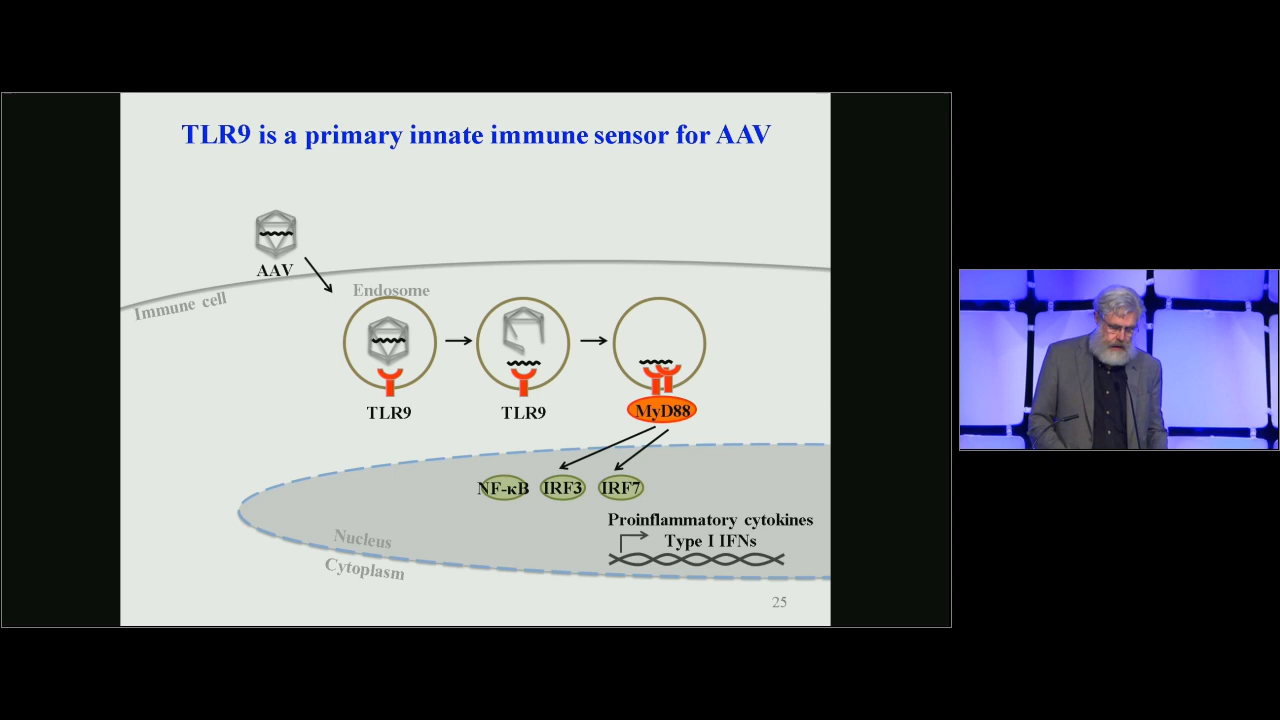 TLR9 is a primary innate immune sensor for AAV
AAV
Immune cell
Endosome
TLR9
TLR9
MyD88
NF-κB
IRF3
IRF7
Proinflammatory cytokines
Type I IFNs
Nucleus
Cytoplasm
25